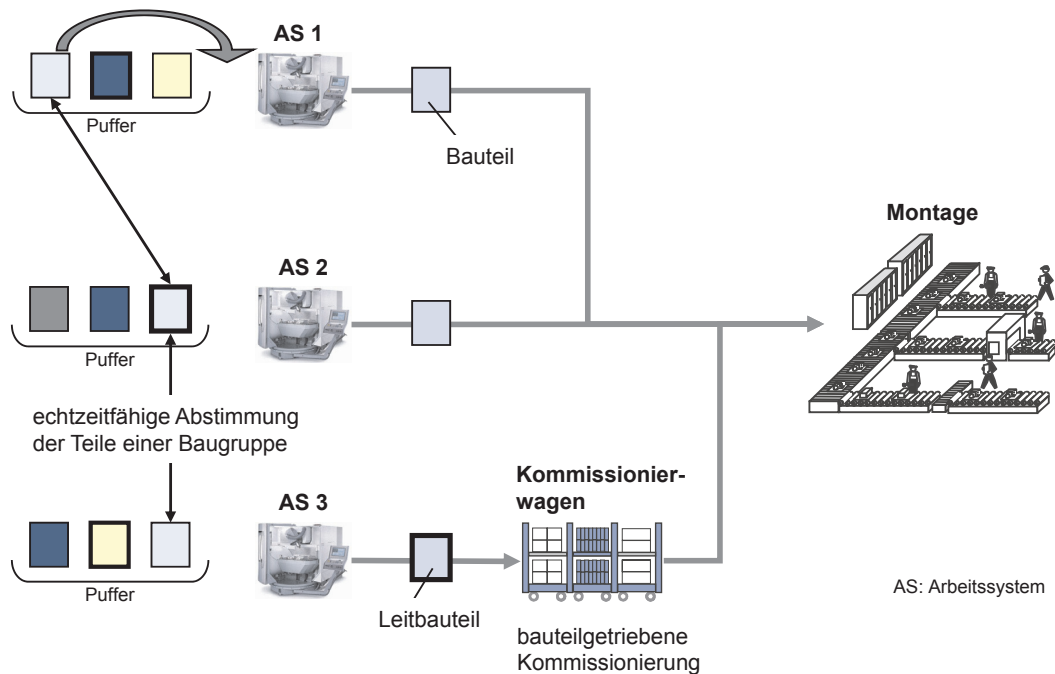 AS 1
Puffer
Bauteil
Montage
AS 2
Puffer
echtzeitfähige Abstimmung
der Teile einer Baugruppe
Kommissionier-
wagen
AS 3
Puffer
Leitbauteil
AS: Arbeitssystem
bauteilgetriebene
Kommissionierung